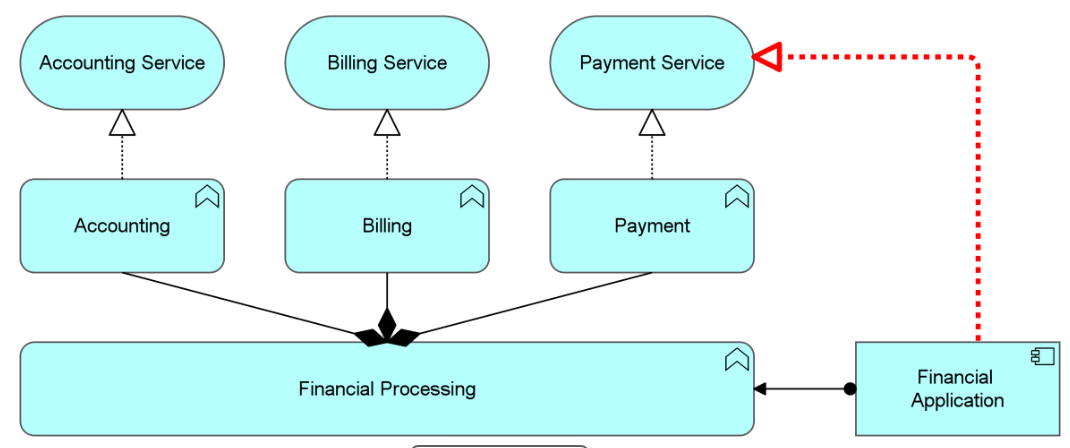 Accounting Service
Billing Service
Payment Service
Accounting
Billing
Payment
Financial Processing
Financial
Application